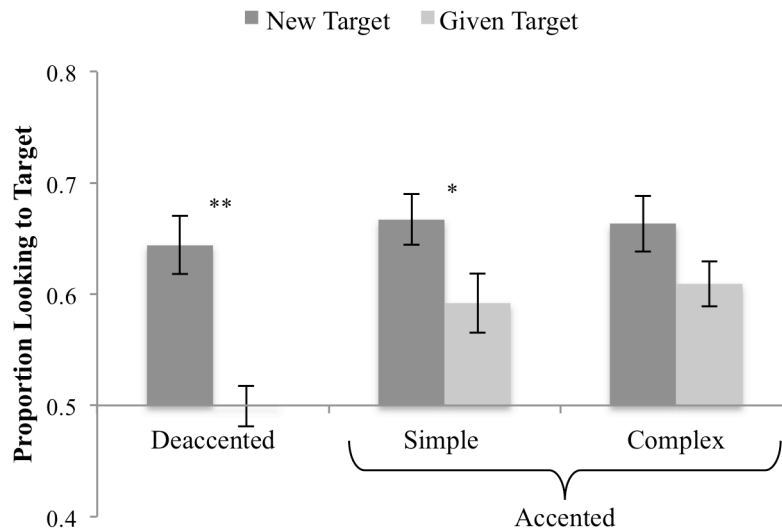 New Target Given Target
Proportion Looking to Target
0.8
0.7
0.6
0.5
0.4
**
*
Deaccented Simple Complex
Accented